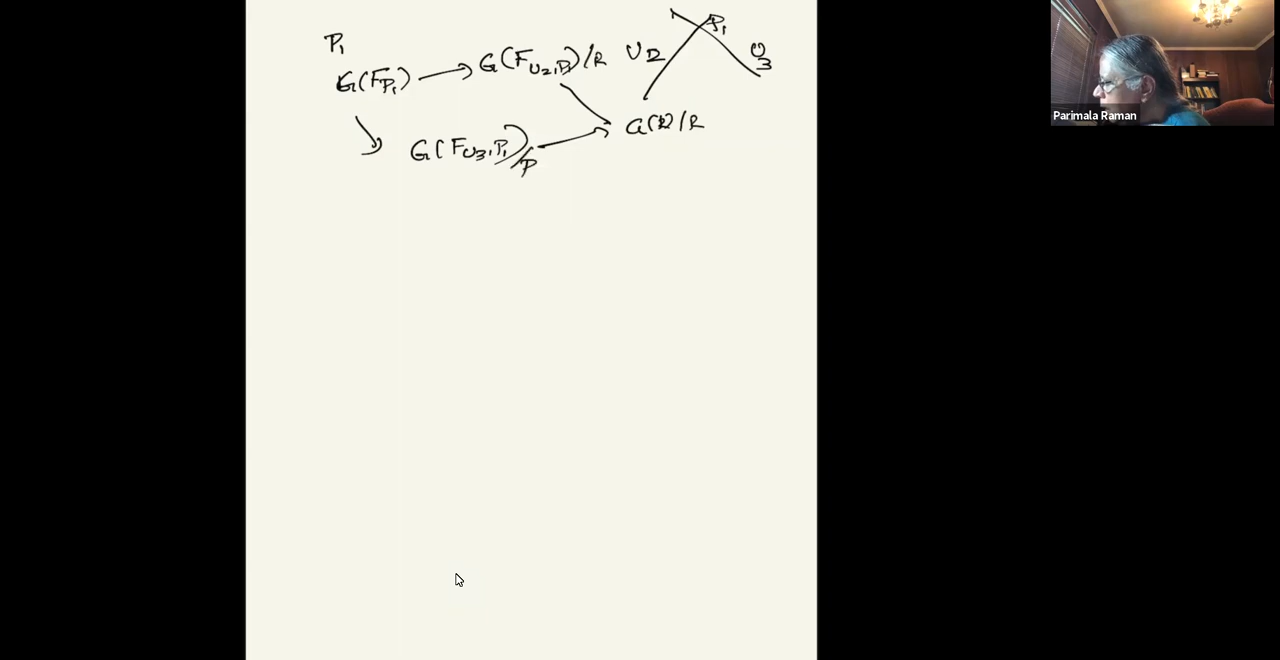 P₁
G(F_{P₁}) → G(F_{U₂,P₁})/R
G(F_{U₃,P₁})/R → G(k)/R
U₂ P₁ U₃
Parimala Raman